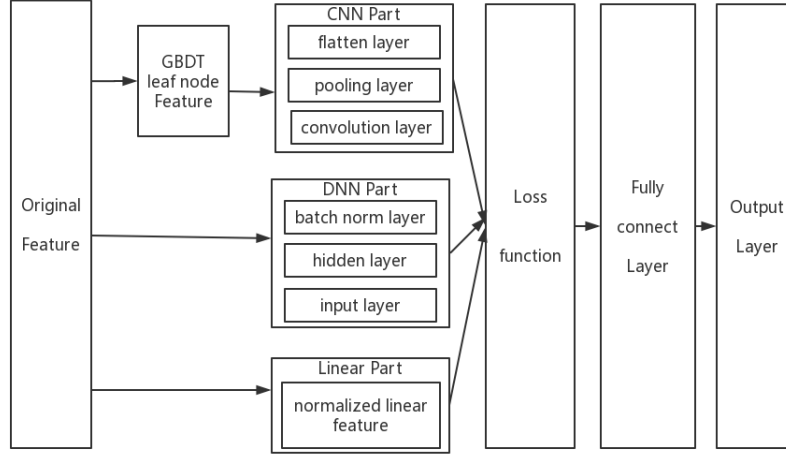 Original
Feature
GBDT
leaf node
Feature
CNN Part
flatten layer
pooling layer
convolution layer
DNN Part
batch norm layer
hidden layer
input layer
Linear Part
normalized linear
feature
Loss
function
Fully
connect
Layer
Output
Layer